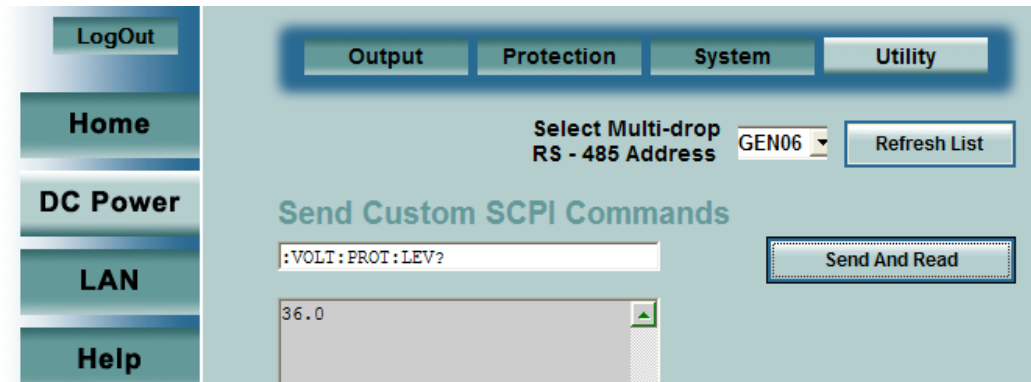 LogOut
Home
DC Power
LAN
Help
Output
Protection
System
Utility
Select Multi-drop
RS - 485 Address
GEN06
Refresh List
Send Custom SCPI Commands
:VOLT:PROT:LEV?
Send And Read
36.0